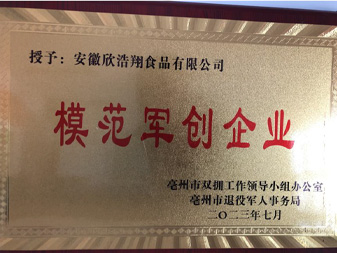 授予：安徽欣浩翔食品有限公司
模范军创企业
亳州市双拥工作领导小组办公室
亳州市退役军人事务局
二〇二三年七月